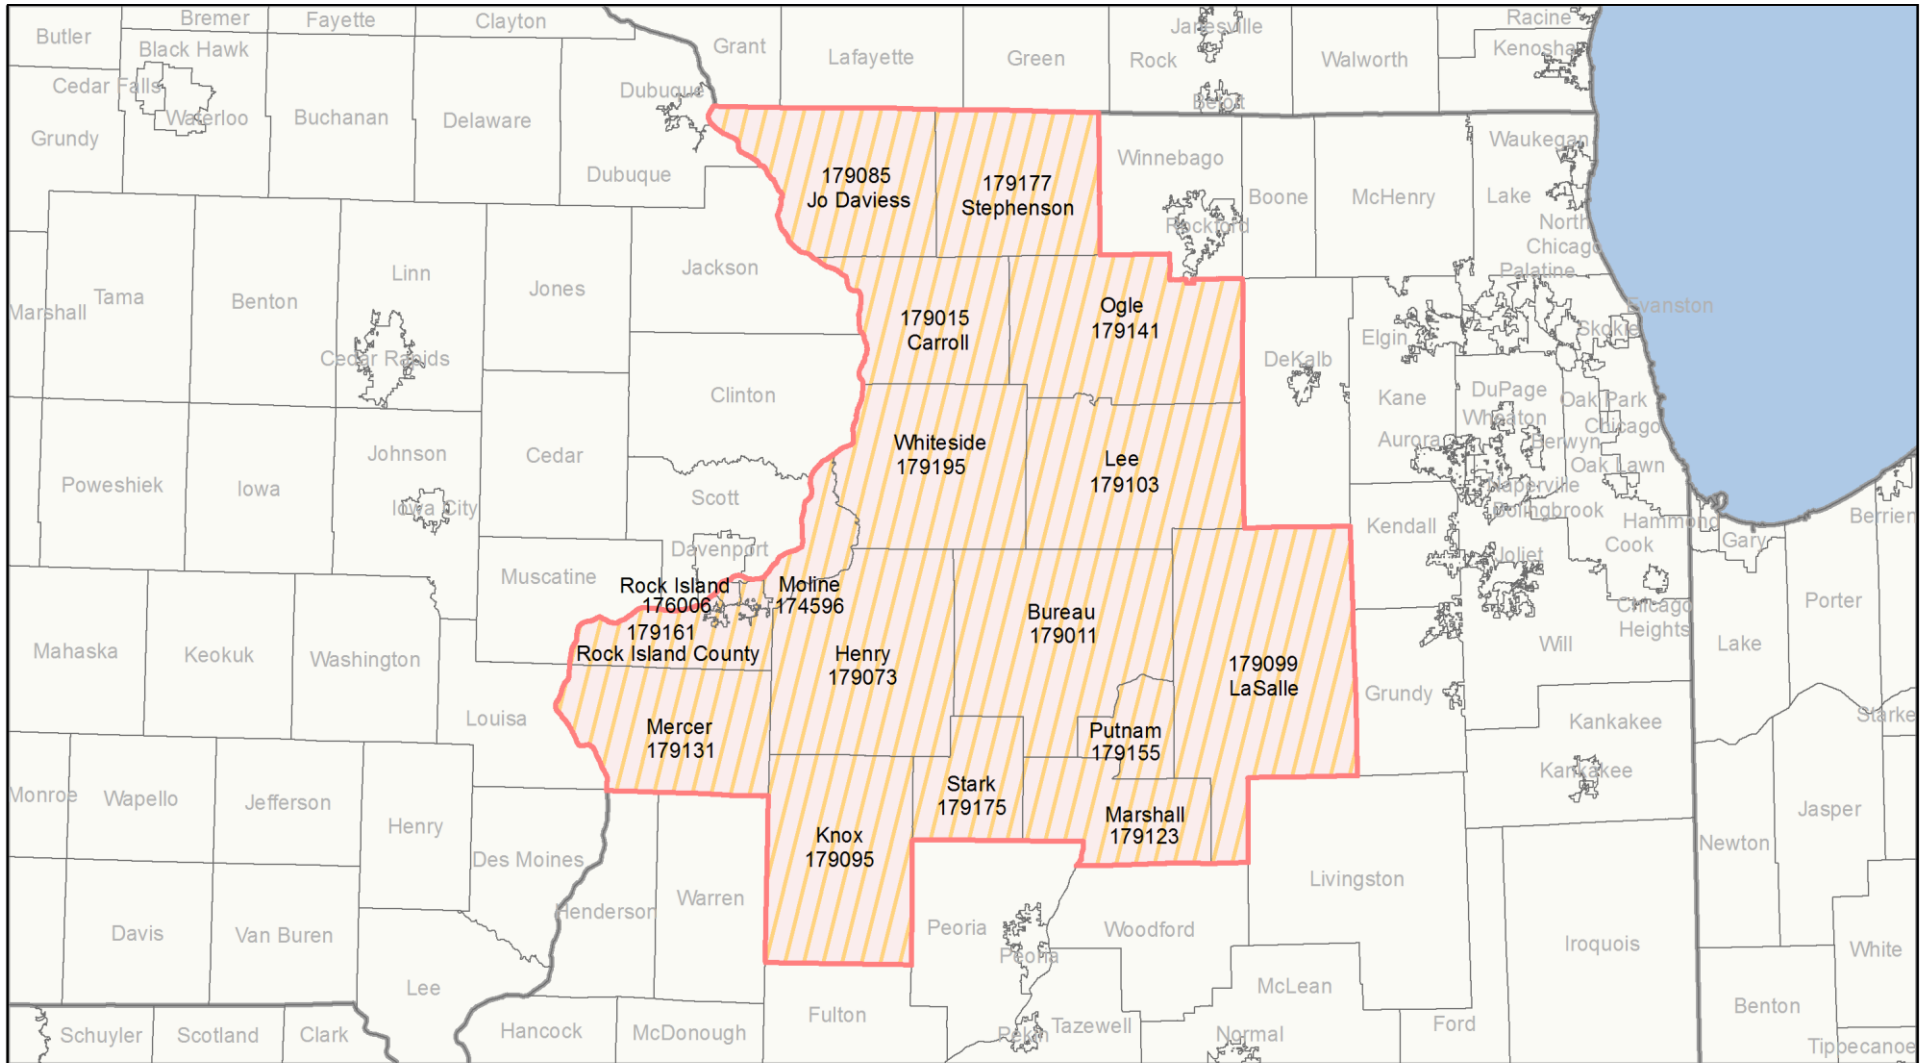 Butler
Bremer
Fayette
Clayton
Black Hawk
Cedar Falls
Waterloo
Grundy
Buchanan
Delaware
Dubuque
Dubuque
Grant
Lafayette
Green
Rock
Janesville
Beloit
Walworth
Racine
Kenosha
179085
Jo Daviess
179177
Stephenson
Winnebago
Rockford
Boone
McHenry
Lake
Waukegan
North
Chicago
Palatine
Evanston
Skokie
Marshall
Tama
Benton
Linn
Cedar Rapids
Jones
Jackson
179015
Carroll
Ogle
179141
DeKalb
Elgin
Kane
DuPage
Wheaton
Oak Park
Chicago
Berwyn
Oak Lawn
Aurora
Naperville
Bolingbrook
Clinton
Whiteside
179195
Lee
179103
Poweshiek
Iowa
Johnson
Iowa City
Cedar
Scott
Davenport
Kendall
Joliet
Cook
Hammond
Gary
Berrien
Muscatine
Rock Island
176006
Moline
174596
179161
Rock Island County
Henry
179073
Bureau
179011
179099
LaSalle
Grundy
Will
Chicago
Heights
Lake
Porter
Mahaska
Keokuk
Washington
Louisa
Mercer
179131
Putnam
179155
Kankakee
Kankakee
Starke
Monroe
Wapello
Jefferson
Henry
Des Moines
Stark
179175
Marshall
179123
Knox
179095
Newton
Jasper
Davis
Van Buren
Lee
Henderson
Warren
Peoria
Peoria
Woodford
Livingston
Iroquois
White
McLean
Benton
Schuyler
Scotland
Clark
Hancock
McDonough
Fulton
Pekin
Tazewell
Normal
Ford
Tippecanoe